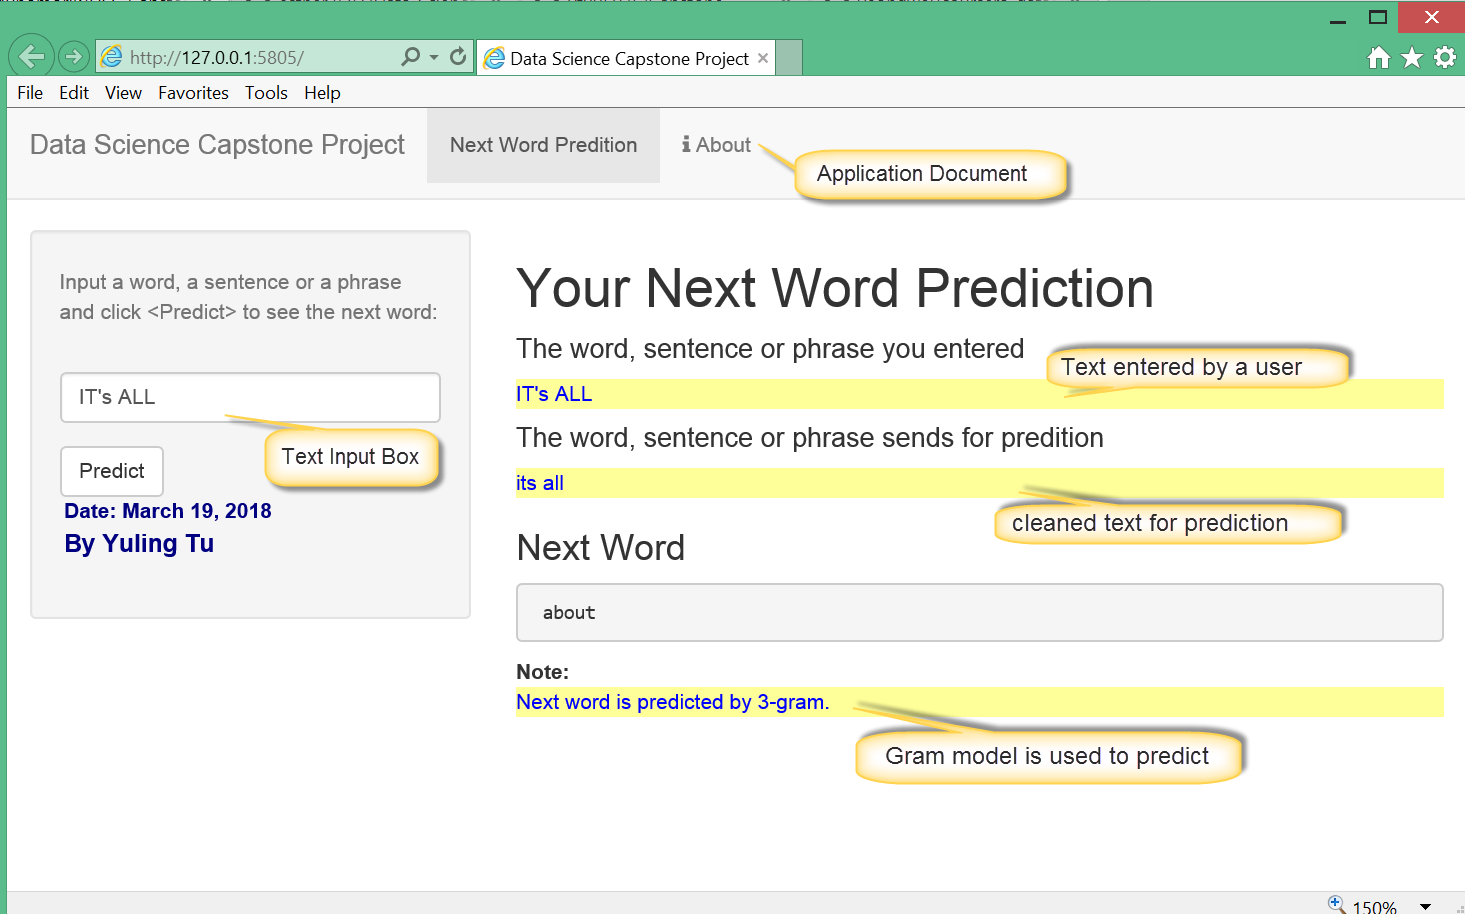 http://127.0.0.1:5805/
Data Science Capstone Project
File Edit View Favorites Tools Help
Data Science Capstone Project
Next Word Predition
About
Application Document
Input a word, a sentence or a phrase
and click <Predict> to see the next word:
IT's ALL
Text Input Box
Predict
Date: March 19, 2018
By Yuling Tu
Your Next Word Prediction
The word, sentence or phrase you entered
Text entered by a user
IT's ALL
The word, sentence or phrase sends for predition
its all
cleaned text for prediction
Next Word
about
Note:
Next word is predicted by 3-gram.
Gram model is used to predict
150%